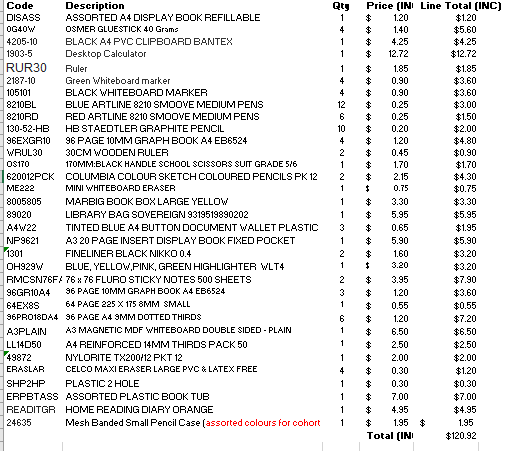 Code Description Qty Price (IN Line Total (INC)
DISASS ASSORTED A4 DISPLAY BOOK REFILLABLE 1 $ 1.20 $1.20
0G40W OSMER GLUESTICK 40 Grams 4 $ 1.40 $5.60
4205-10 BLACK A4 PVC CLIPBOARD BANTEX 1 $ 4.25 $4.25
1903-5 Desktop Calculator 1 $ 12.72 $12.72
RUR30 Ruler 1 $ 1.85 $1.85
2187-10 Green Whiteboard marker 4 $ 0.90 $3.60
105101 BLACK WHITEBOARD MARKER 4 $ 0.90 $3.60
8210BL BLUE ARTLINE 8210 SMOOVE MEDIUM PENS 12 $ 0.25 $3.00
8210RD RED ARTLINE 8210 SMOOVE MEDIUM PENS 6 $ 0.25 $1.50
130-52-HB HB STAEDTLER GRAPHITE PENCIL 10 $ 0.20 $2.00
96EXGR10 96 PAGE 10MM GRAPH BOOK A4 EB6524 4 $ 1.20 $4.80
WRUL30 30CM WOODEN RULER 2 $ 0.45 $0.90
OS170 170MM:BLACK HANDLE SCHOOL SCISSORS SUIT GRADE 5/6 1 $ 1.70 $1.70
620012PCK COLUMBIA COLOUR SKETCH COLOURED PENCILS PK 12 2 $ 2.15 $4.30
ME222 MINI WHITEBOARD ERASER 1 $ 0.75 $0.75
8005805 MARBIG BOOK BOX LARGE YELLOW 1 $ 3.30 $3.30
89020 LIBRARY BAG SOVEREIGN 9319519890202 1 $ 5.95 $5.95
A4W22 TINTED BLUE A4 BUTTON DOCUMENT WALLET PLASTIC 3 $ 0.65 $1.95
NP9621 A3 20 PAGE INSERT DISPLAY BOOK FIXED POCKET 1 $ 5.90 $5.90
1301 FINELINER BLACK NIKKO 0.4 2 $ 1.60 $3.20
OH929W BLUE, YELLOW,PINK, GREEN HIGHLIGHTER WLT4 1 $ 3.20 $3.20
RMCSN76F 76 x 76 FLURO STICKY NOTES 500 SHEETS 2 $ 3.95 $7.90
96GR10A4 96 PAGE 10MM GRAPH BOOK A4 EB6524 3 $ 1.20 $3.60
64EX8S 64 PAGE 225 X 175 8MM SMALL 1 $ 0.55 $0.55
96PRO18DA4 96 PAGE A4 9MM DOTTED THIRDS 6 $ 1.20 $7.20
A3PLAIN A3 MAGNETIC MDF WHITEBOARD DOUBLE SIDED - PLAIN 1 $ 6.50 $6.50
LL14D50 A4 REINFORCED 14MM THIRDS PACK 50 1 $ 2.50 $2.50
49872 NYLORITE TX200/12 PKT 12 1 $ 2.00 $2.00
ERASLAR CELCO MAXI ERASER LARGE PVC & LATEX FREE 4 $ 0.30 $1.20
SHP2HP PLASTIC 2 HOLE 1 $ 0.30 $0.30
ERPBTASS ASSORTED PLASTIC BOOK TUB 1 $ 7.00 $7.00
READITGR HOME READING DIARY ORANGE 1 $ 4.95 $4.95
24635 Mesh Banded Small Pencil Case (assorted colours for cohort 1 $ 1.95 $ 1.95
Total (IN $120.92